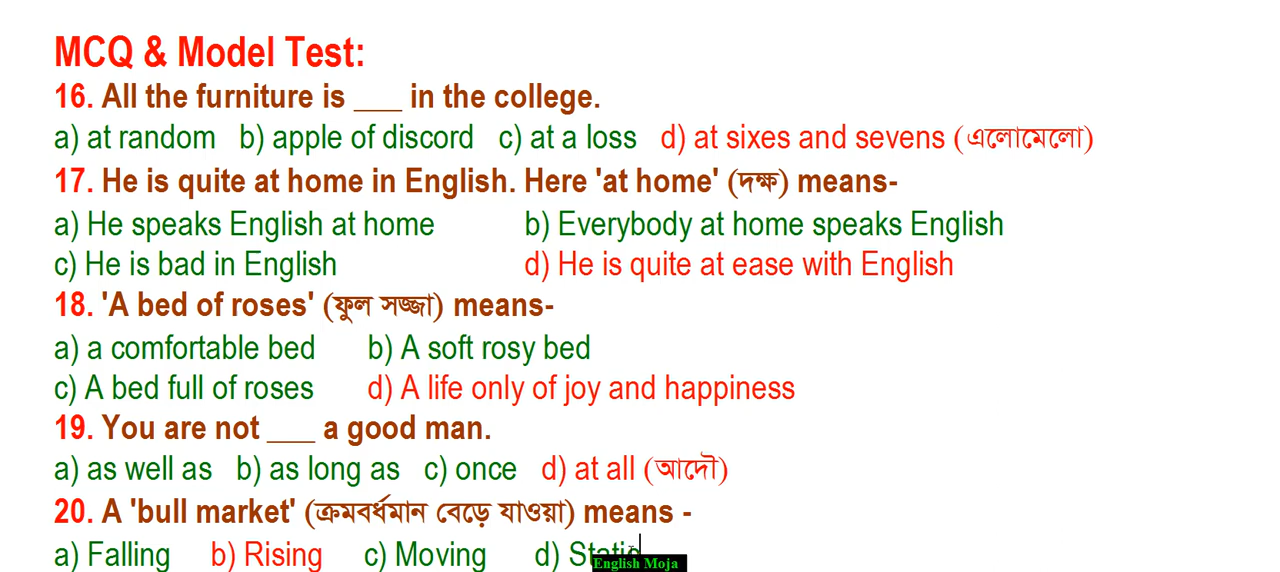 MCQ & Model Test:
16. All the furniture is ___ in the college.
a) at random b) apple of discord c) at a loss d) at sixes and sevens (এলোমেলো)
17. He is quite at home in English. Here 'at home' (দক্ষ) means-
a) He speaks English at home b) Everybody at home speaks English
c) He is bad in English d) He is quite at ease with English
18. 'A bed of roses' (ফুল সজ্জা) means-
a) a comfortable bed b) A soft rosy bed
c) A bed full of roses d) A life only of joy and happiness
19. You are not ___ a good man.
a) as well as b) as long as c) once d) at all (আদৌ)
20. A 'bull market' (ক্রমবর্ধমান বেড়ে যাওয়া) means -
a) Falling b) Rising c) Moving d) Static
English Moja